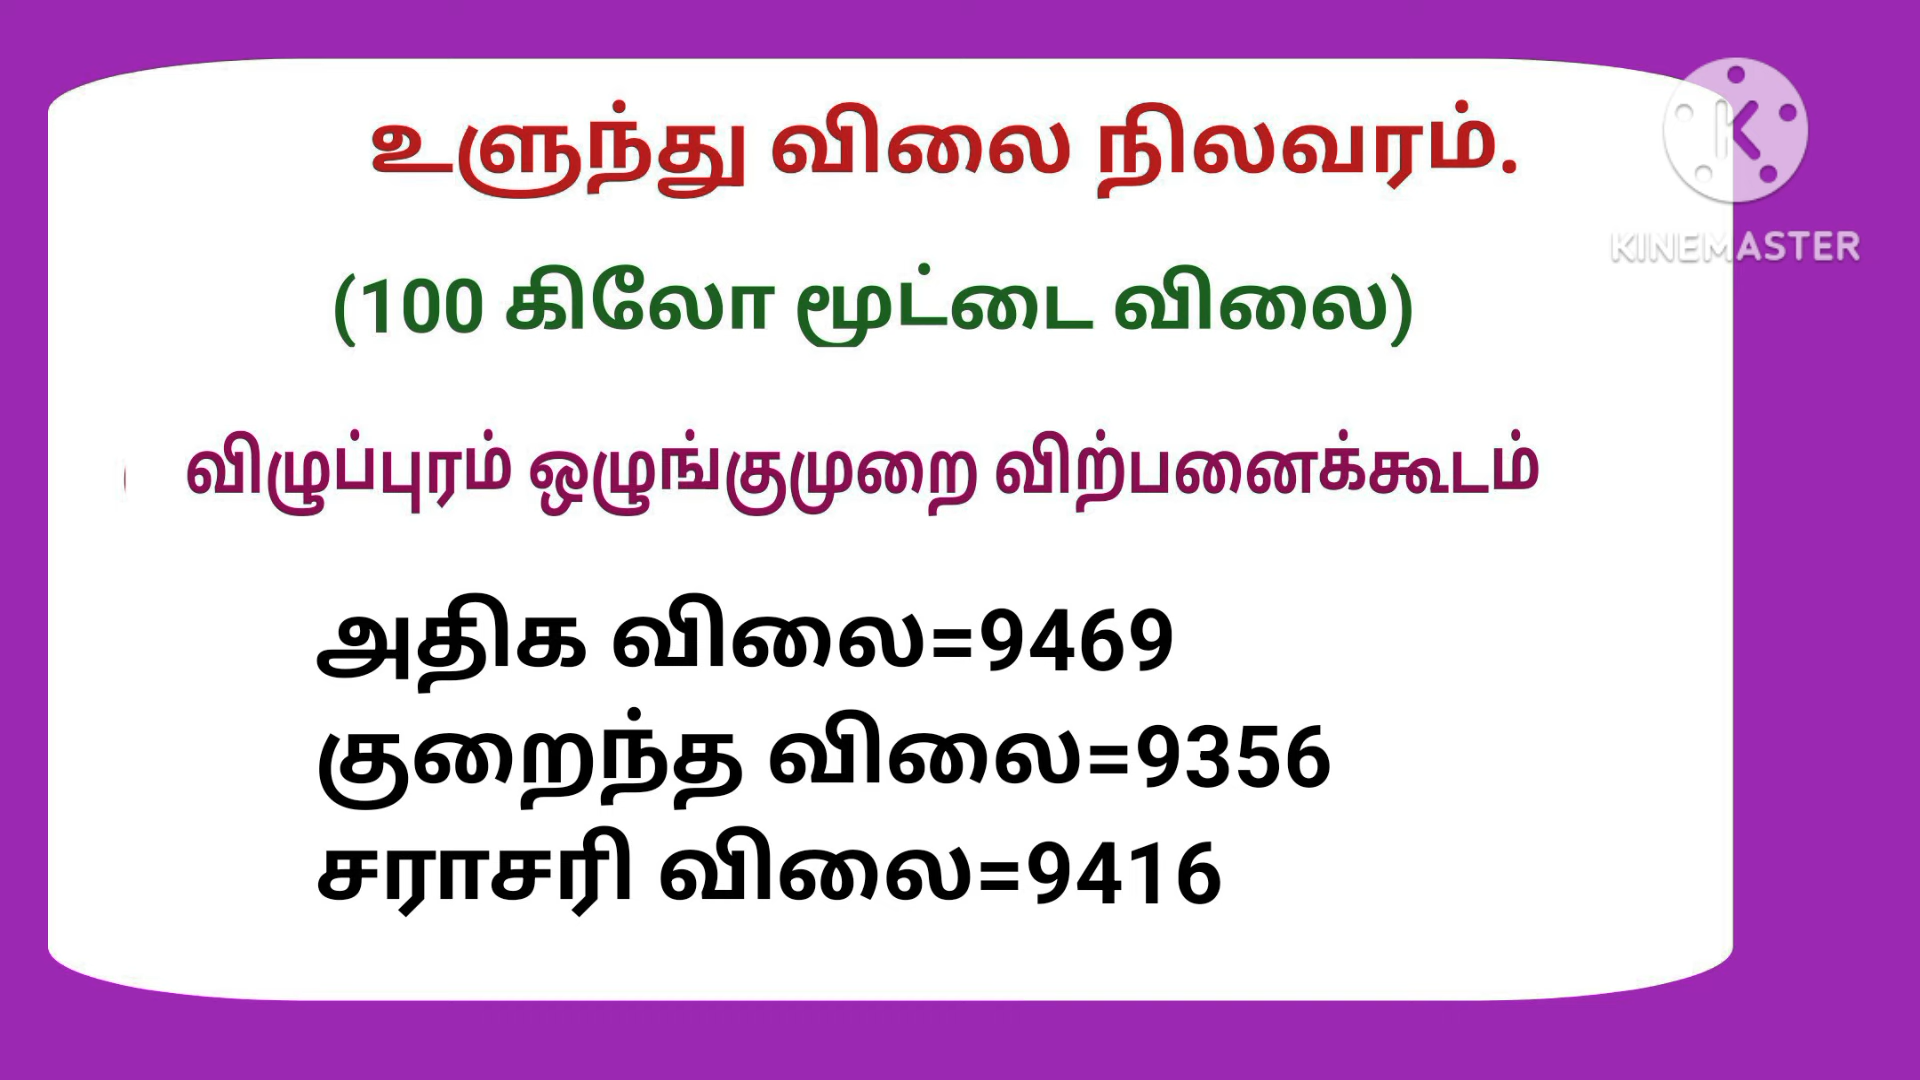 உளுந்து விலை நிலவரம்.
(100 கிலோ மூட்டை விலை)
விழுப்புரம் ஒழுங்குமுறை விற்பனைக்கூடம்
அதிக விலை=9469
குறைந்த விலை=9356
சராசரி விலை=9416
K
KINEMASTER